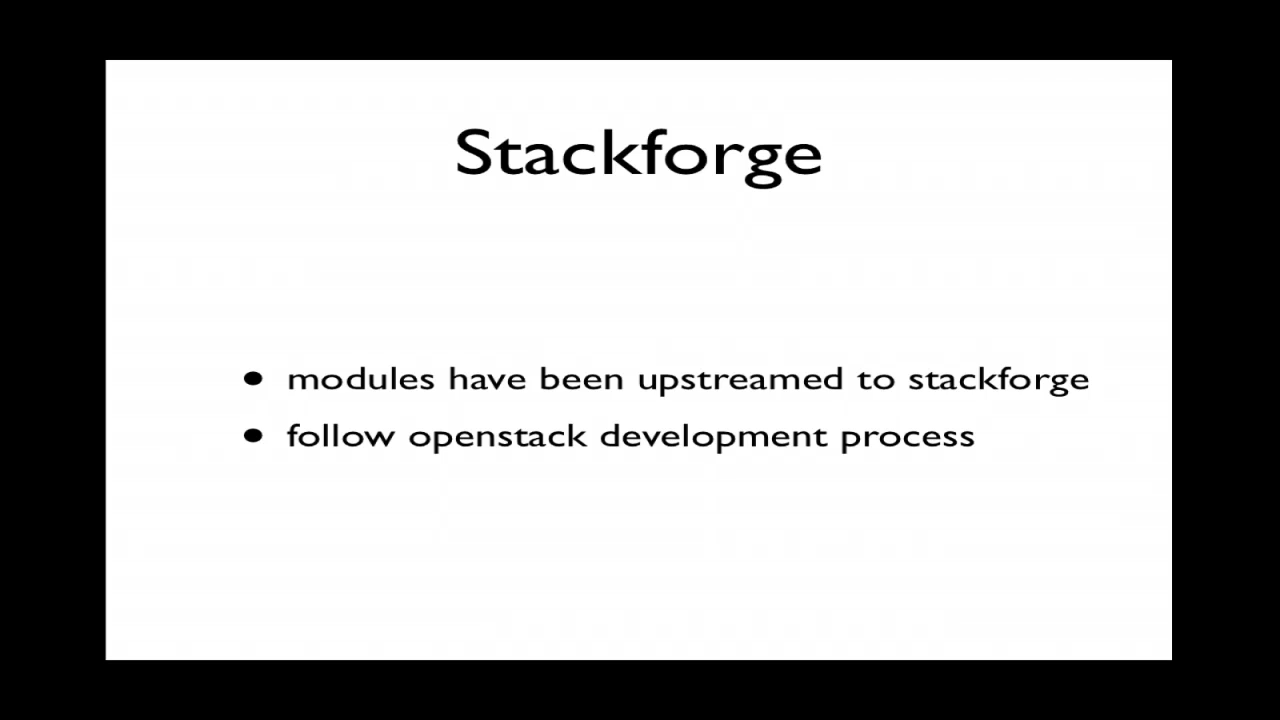 Stackforge
• modules have been upstreamed to stackforge
• follow openstack development process